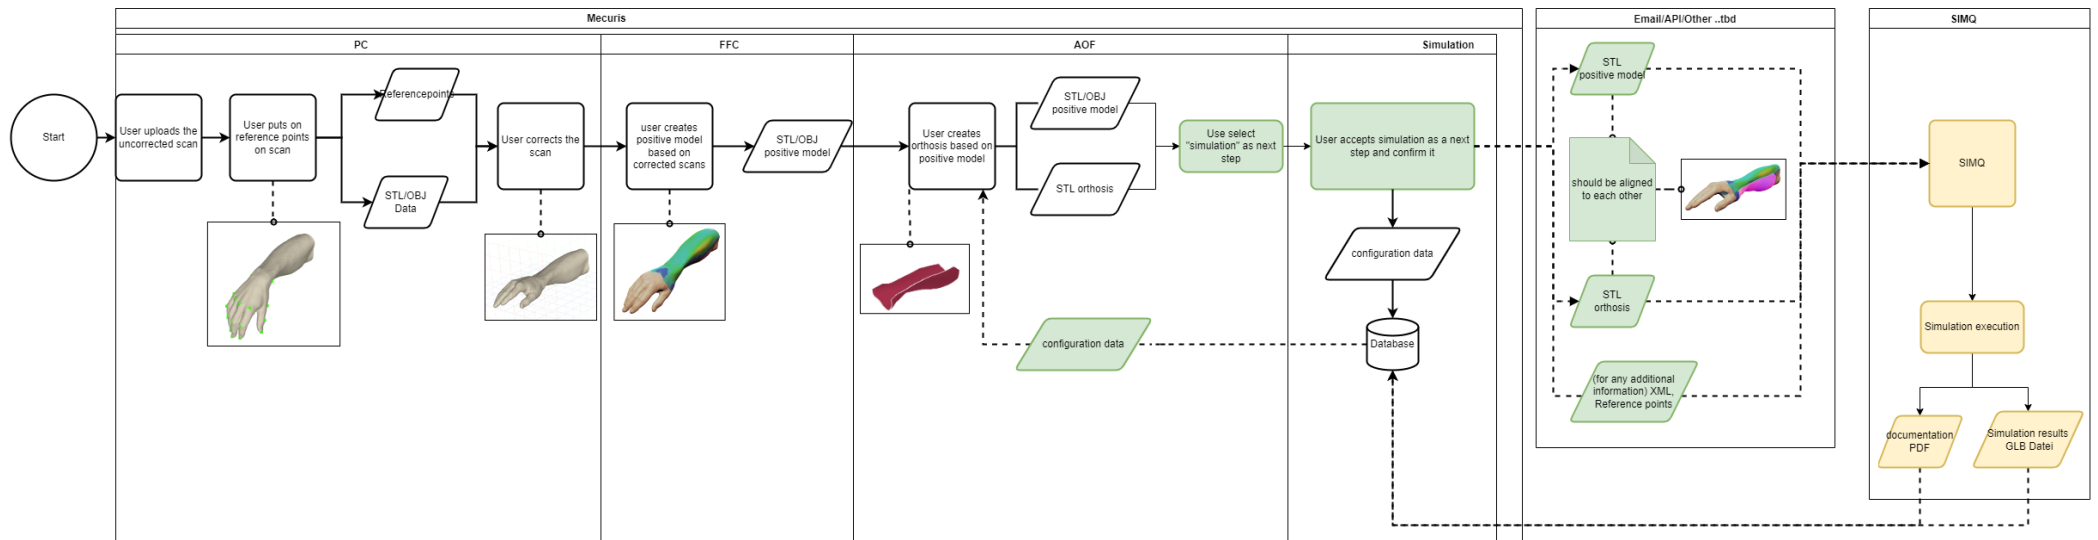 Mecuris
Email/API/Other ..tbd
SIMQ
PC
FFC
AOF
Simulation
Start
User uploads the
uncorrected scan
User puts on
reference points
on scan
Referencepoints
STL/OBJ
Data
User corrects the
scan
user creates
positive model
based on
corrected scans
STL/OBJ
positive model
User creates
orthosis based on
positive model
STL/OBJ
positive model
STL orthosis
Use select
"simulation" as next
step
User accepts simulation as a next
step and confirm it
configuration data
Database
configuration data
STL
positive model
should be aligned
to each other
STL
orthosis
(for any additional
information) XML,
Reference points
SIMQ
Simulation execution
documentation
PDF
Simulation results
GLB Datei